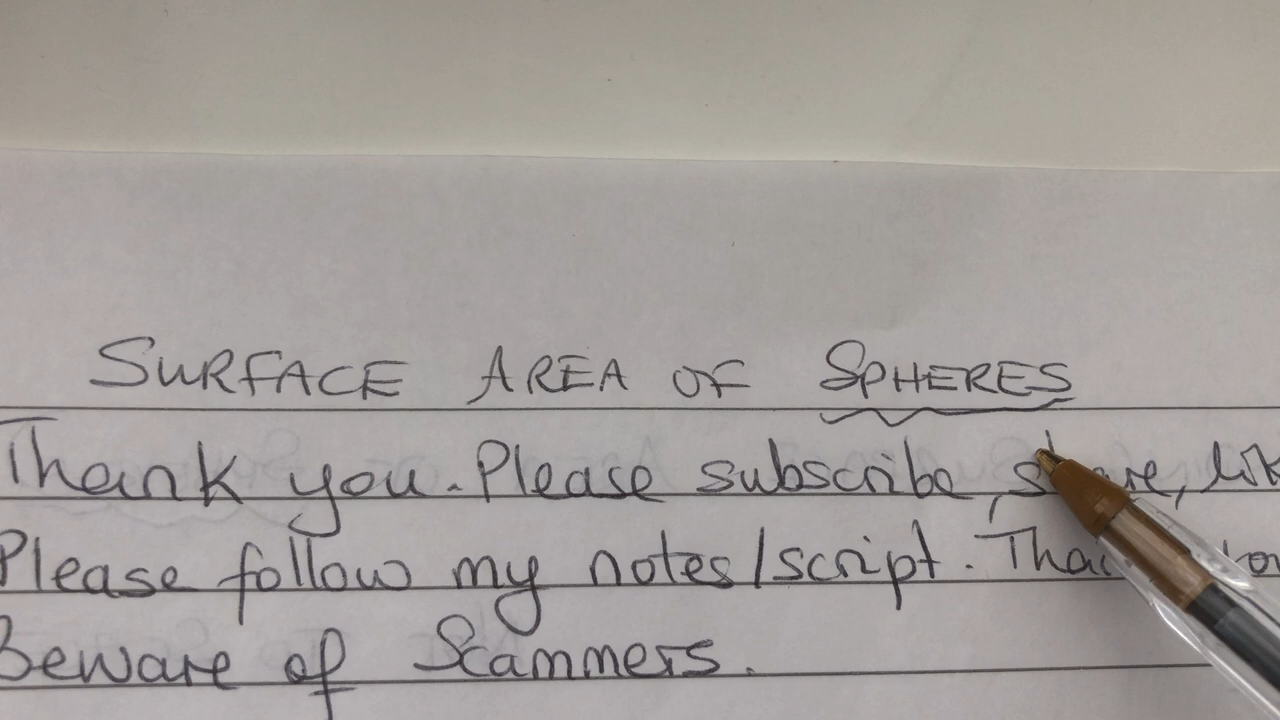 SURFACE AREA OF SPHERES
Thank you. Please subscribe,
Please follow my notes/script.
Beware of Scammers.